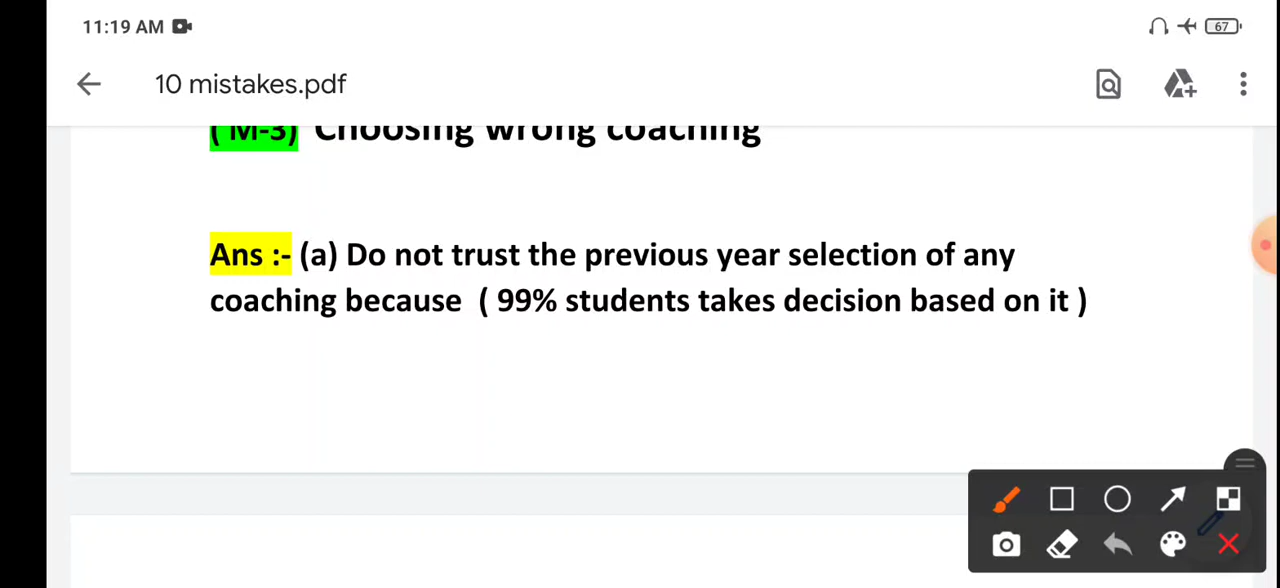 11:19 AM
67
10 mistakes.pdf
( M-3) Choosing wrong coaching
Ans :- (a) Do not trust the previous year selection of any
coaching because ( 99% students takes decision based on it )